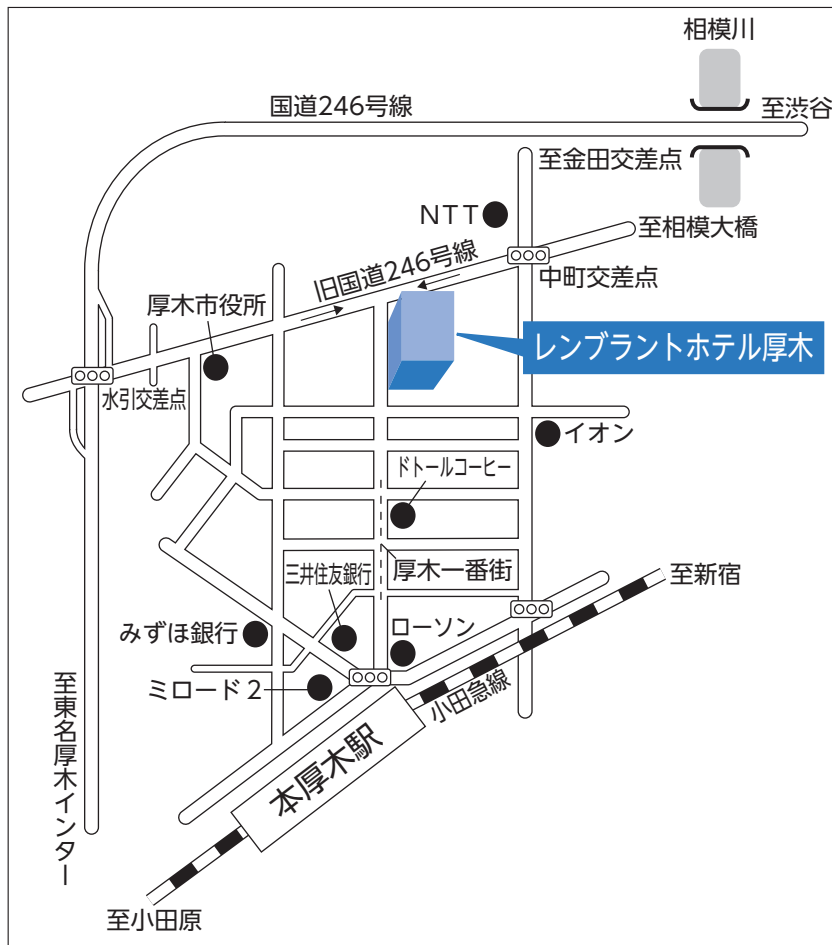 相模川
国道246号線
至渋谷
至金田交差点
NTT
至相模大橋
旧国道246号線
中町交差点
厚木市役所
レンブラントホテル厚木
水引交差点
イオン
ドトールコーヒー
厚木一番街
三井住友銀行
至新宿
みずほ銀行
ローソン
ミロード2
小田急線
至東名厚木インター
本厚木駅
至小田原